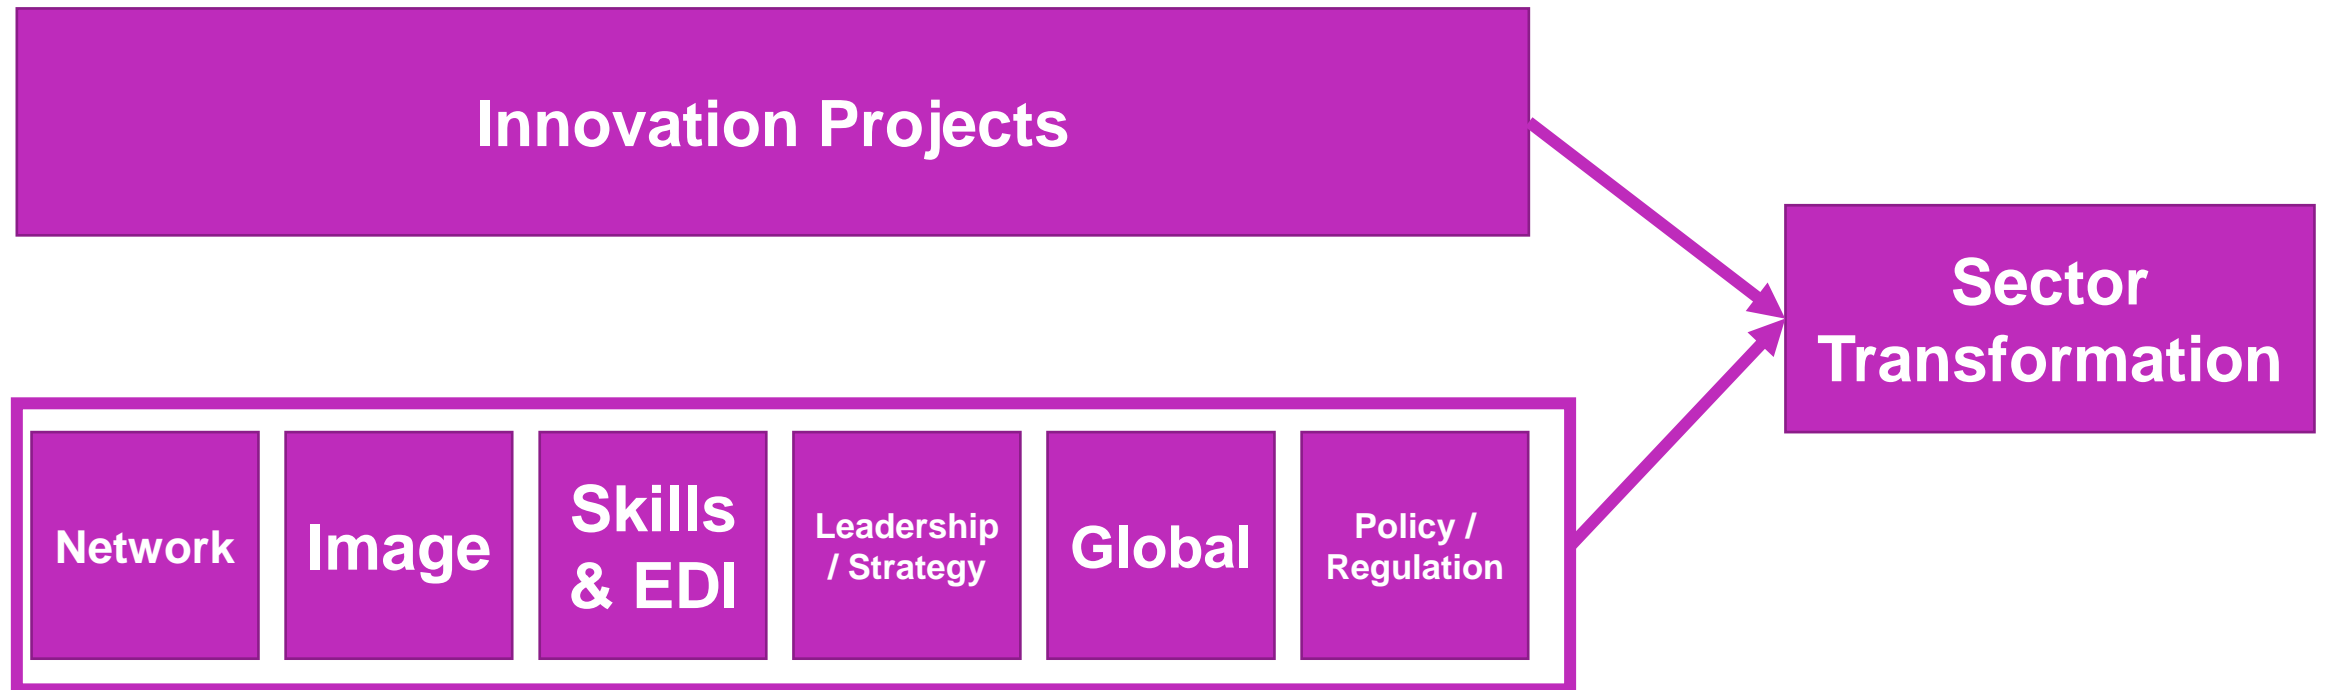 Innovation Projects
Sector
Transformation
Network
Image
Skills
& EDI
Leadership
/ Strategy
Global
Policy /
Regulation